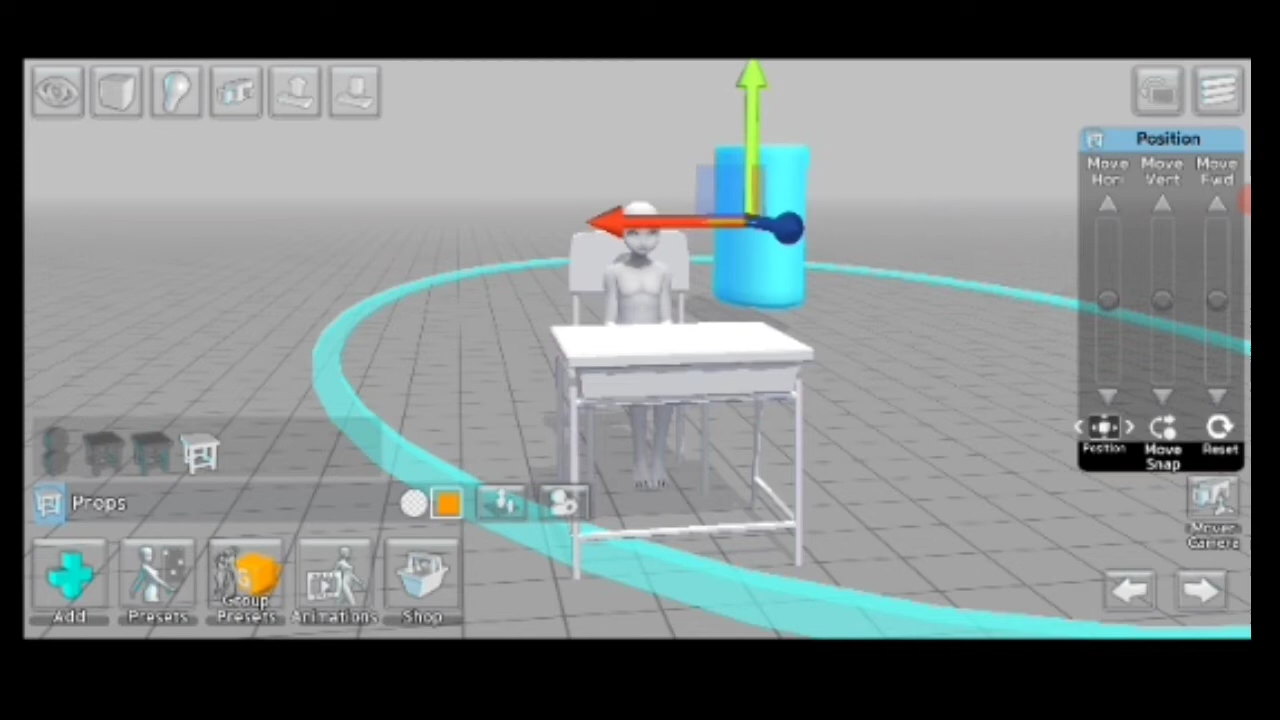 Position
Move Move Move
Hori Vert Fwd
Position Move Reset
Snap
Props
Move
Camera
Group
Add Presets Presets Animations Shop